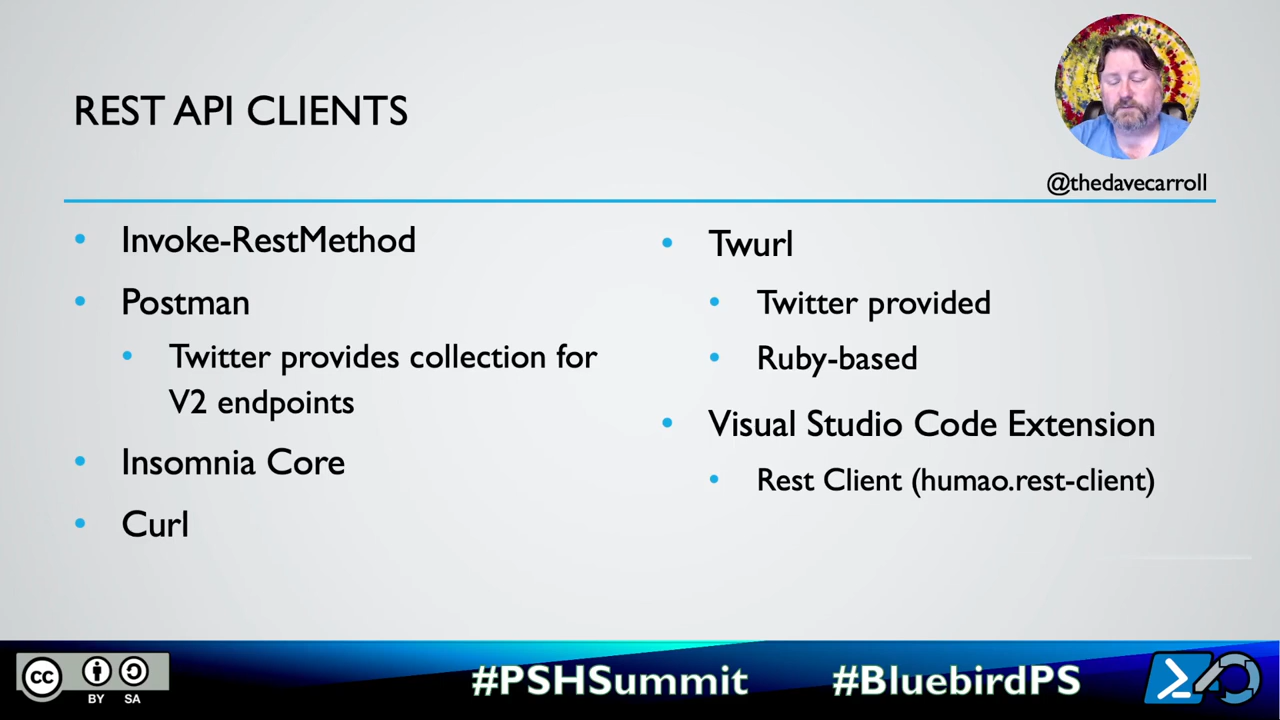 REST API CLIENTS
@thedavecarroll
Invoke-RestMethod
Postman
Twitter provides collection for
V2 endpoints
Insomnia Core
Curl
Twurl
Twitter provided
Ruby-based
Visual Studio Code Extension
Rest Client (humao.rest-client)
cc
BY SA
#PSHSummit #BluebirdPS